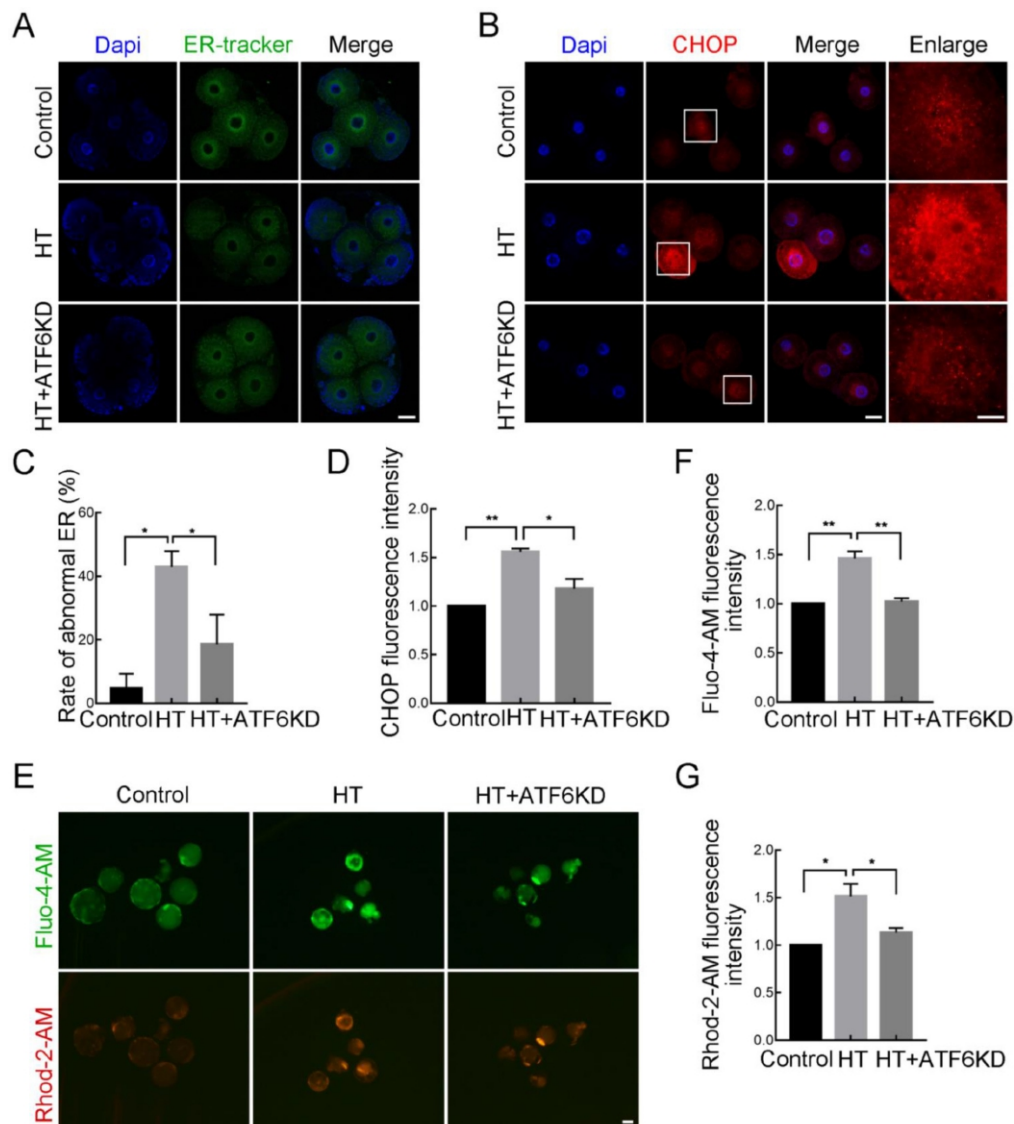 A
Dapi ER-tracker Merge
Control
HT
HT+ATF6KD
B
Dapi CHOP Merge Enlarge
Control
HT
HT+ATF6KD
C
Rate of abnormal ER (%)
60
40
20
0
* *
Control HT HT+ATF6KD
D
CHOP fluorescence intensity
2.0
1.5
1.0
0.5
0.0
** *
Control HT HT+ATF6KD
F
Fluo-4-AM fluorescence
intensity
2.0
1.5
1.0
0.5
0.0
** **
Control HT HT+ATF6KD
E
Control HT HT+ATF6KD
Fluo-4-AM
Rhod-2-AM
G
Rhod-2-AM fluorescence
intensity
2.0
1.5
1.0
0.5
0.0
* *
Control HT HT+ATF6KD